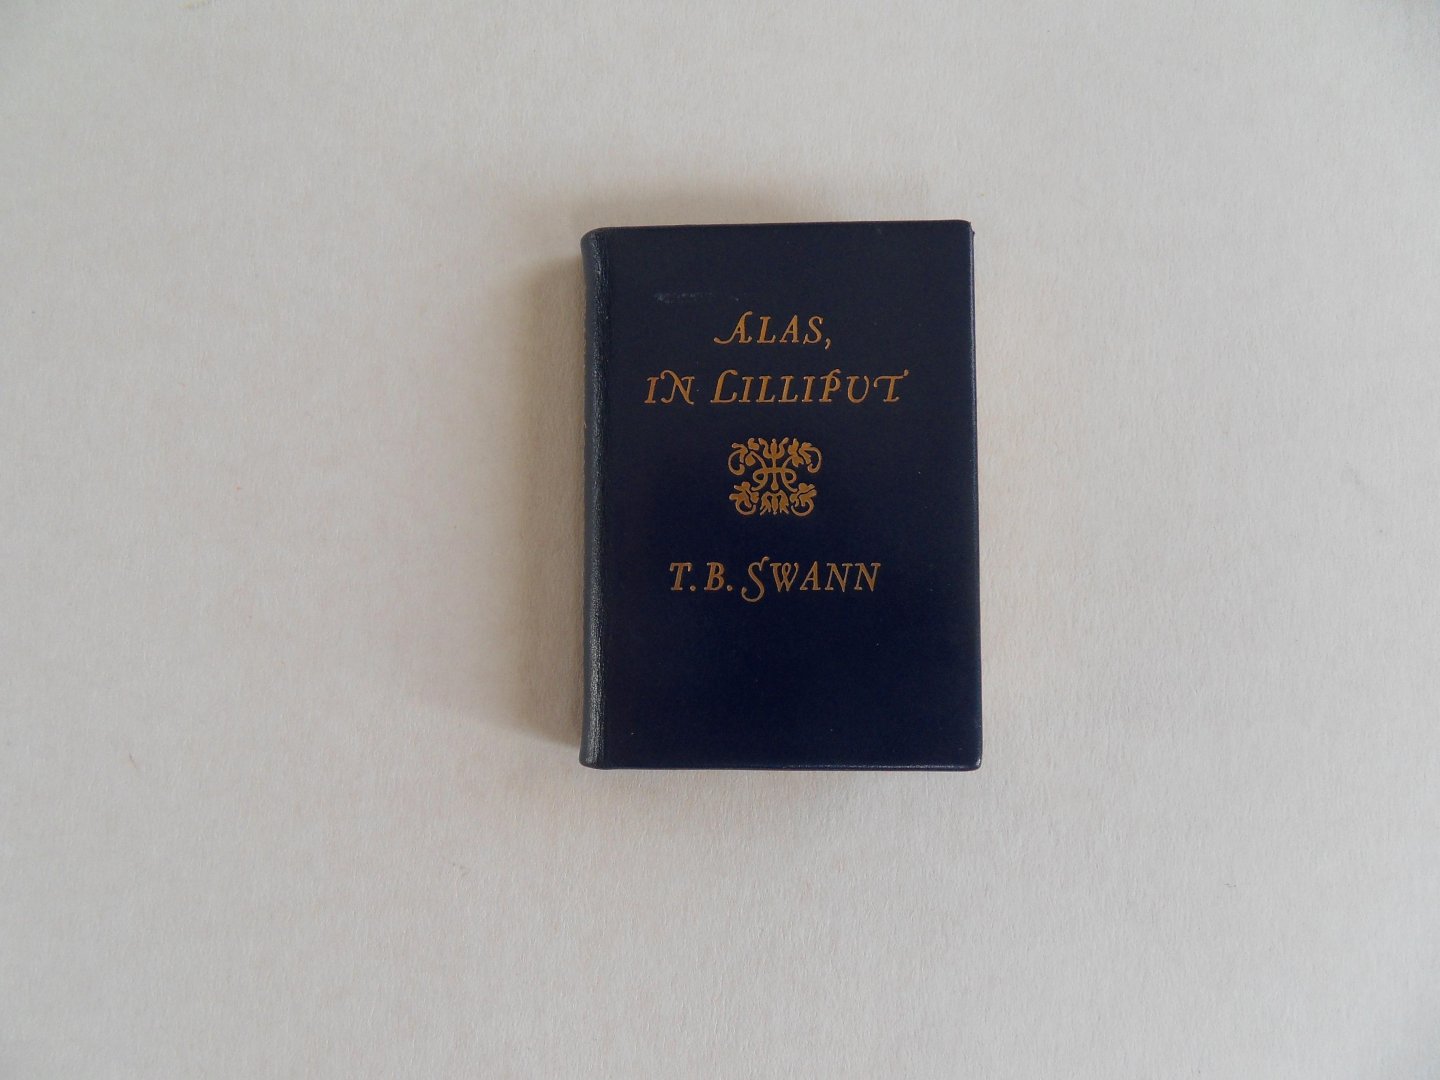 ALAS,
IN LILLIPUT
T. B. SWANN